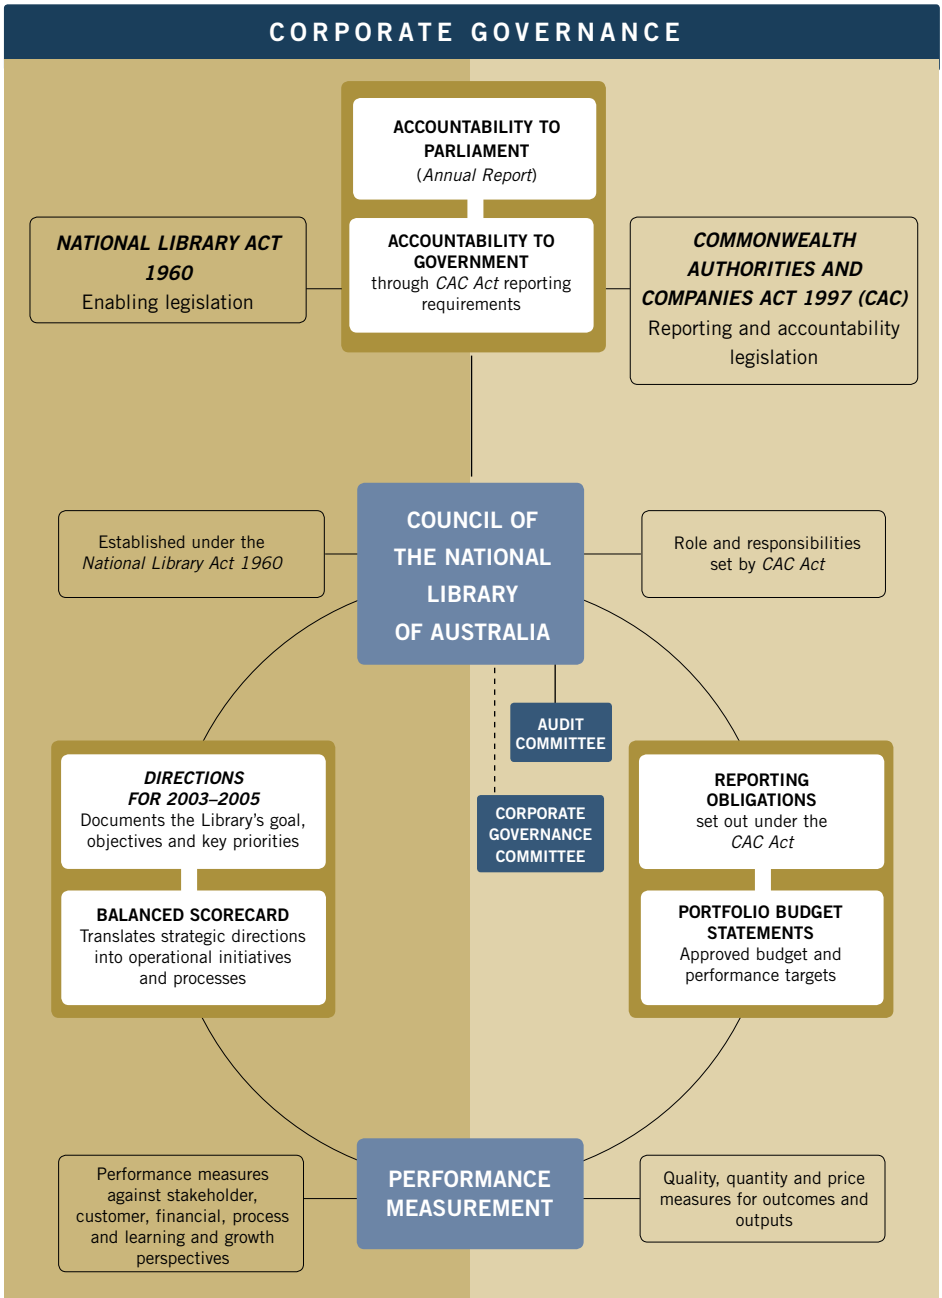 CORPORATE GOVERNANCE
ACCOUNTABILITY TO
PARLIAMENT
(Annual Report)
NATIONAL LIBRARY ACT
1960
Enabling legislation
ACCOUNTABILITY TO
GOVERNMENT
through CAC Act reporting
requirements
COMMONWEALTH
AUTHORITIES AND
COMPANIES ACT 1997 (CAC)
Reporting and accountability
legislation
Established under the
National Library Act 1960
COUNCIL OF
THE NATIONAL
LIBRARY
OF AUSTRALIA
Role and responsibilities
set by CAC Act
AUDIT
COMMITTEE
CORPORATE
GOVERNANCE
COMMITTEE
DIRECTIONS
FOR 2003–2005
Documents the Library’s goal,
objectives and key priorities
BALANCED SCORECARD
Translates strategic directions
into operational initiatives
and processes
REPORTING
OBLIGATIONS
set out under the
CAC Act
PORTFOLIO BUDGET
STATEMENTS
Approved budget and
performance targets
Performance measures
against stakeholder,
customer, financial, process
and learning and growth
perspectives
PERFORMANCE
MEASUREMENT
Quality, quantity and price
measures for outcomes and
outputs